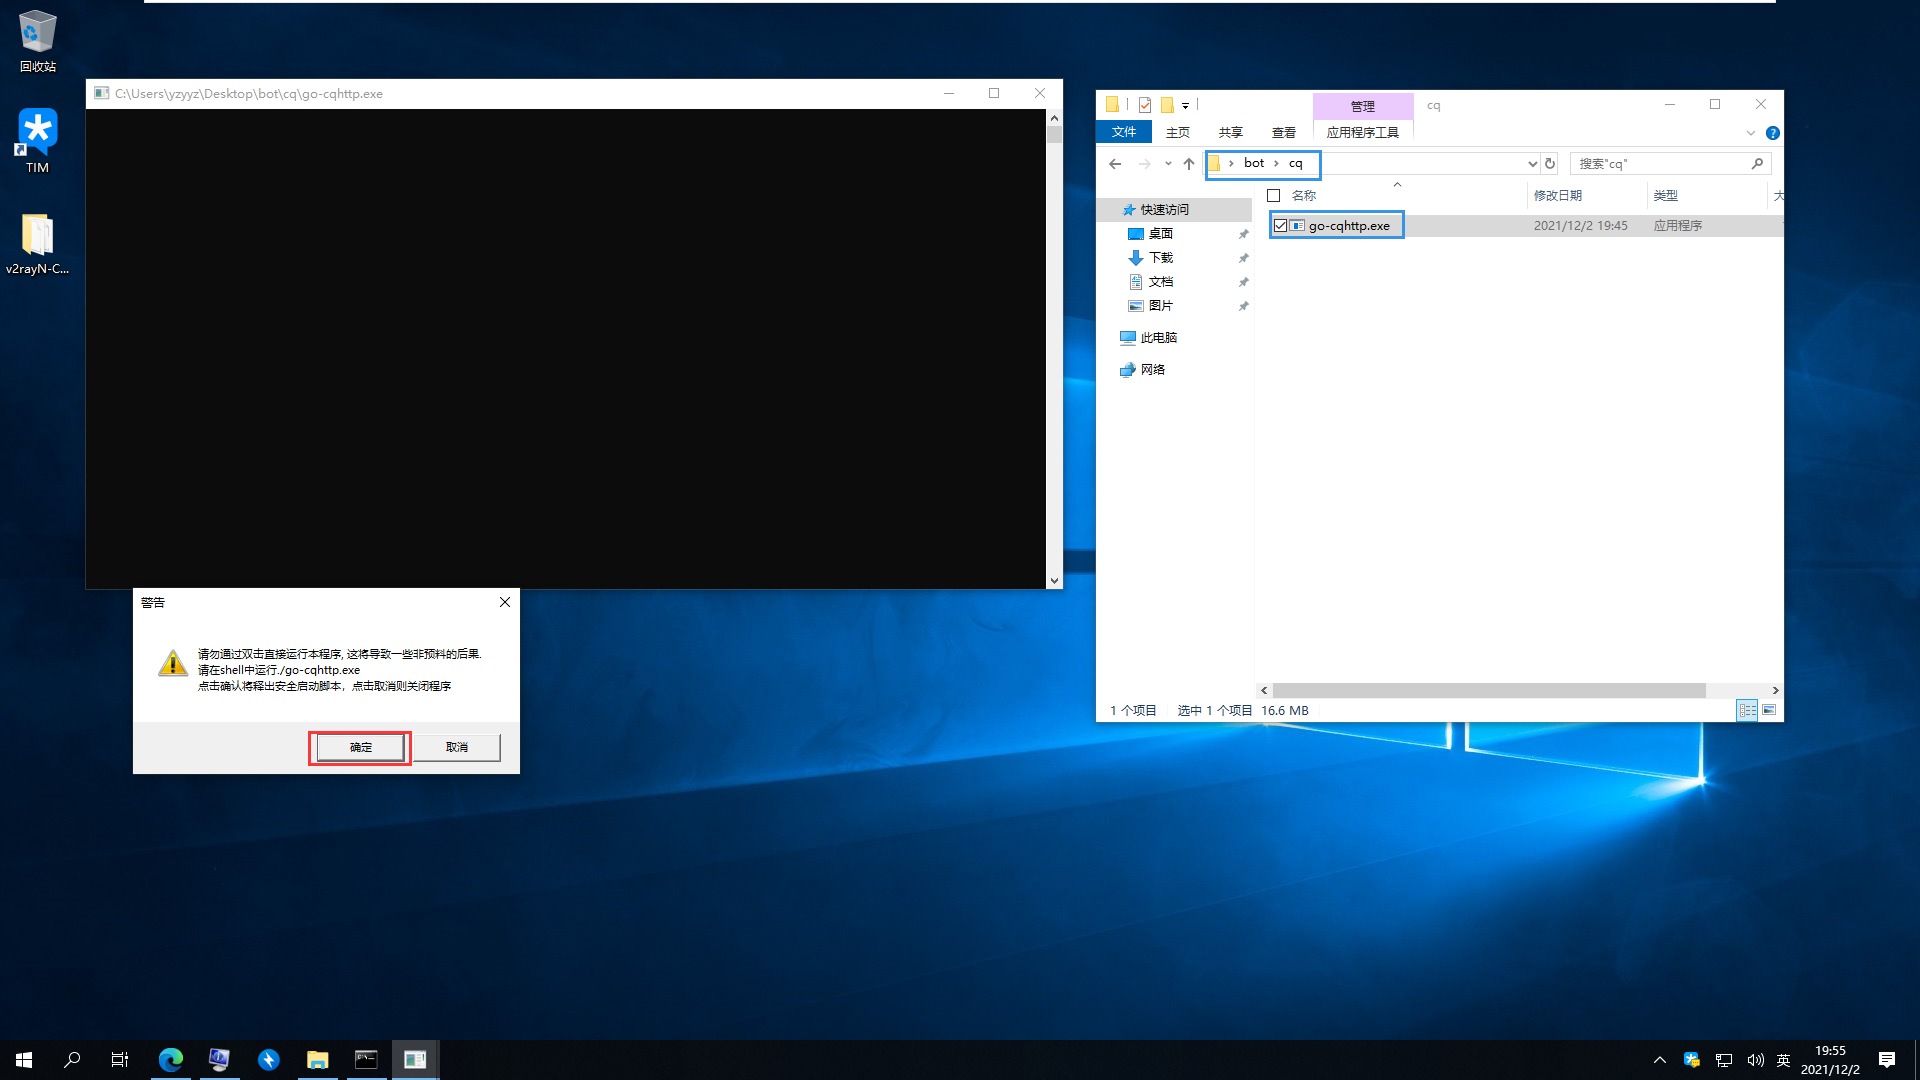 回收站
TIM
v2rayN-C...
C:\Users\yzyyz\Desktop\bot\cq\go-cqhttp.exe
管理
cq
文件
主页
共享
查看
应用程序工具
bot
cq
搜索"cq"
名称
修改日期
类型
大
快速访问
桌面
下载
文档
图片
此电脑
网络
go-cqhttp.exe
2021/12/2 19:45
应用程序
1 个项目
选中 1 个项目 16.6 MB
警告
请勿通过双击直接运行本程序, 这将导致一些非预料的后果.
请在shell中运行./go-cqhttp.exe
点击确认将释出安全启动脚本，点击取消则关闭程序
确定
取消
英
19:55
2021/12/2